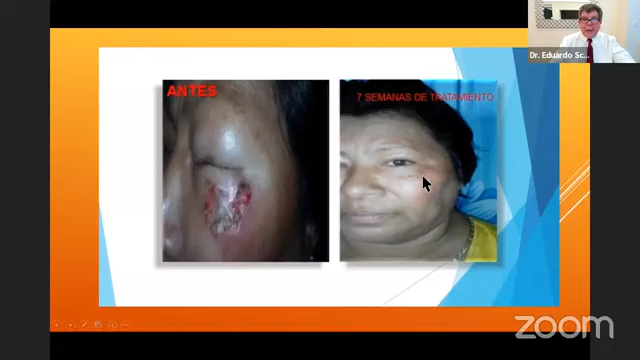 Dr. Eduardo Sc...
ANTES
7 SEMANAS DE TRATAMIENTO
zoom